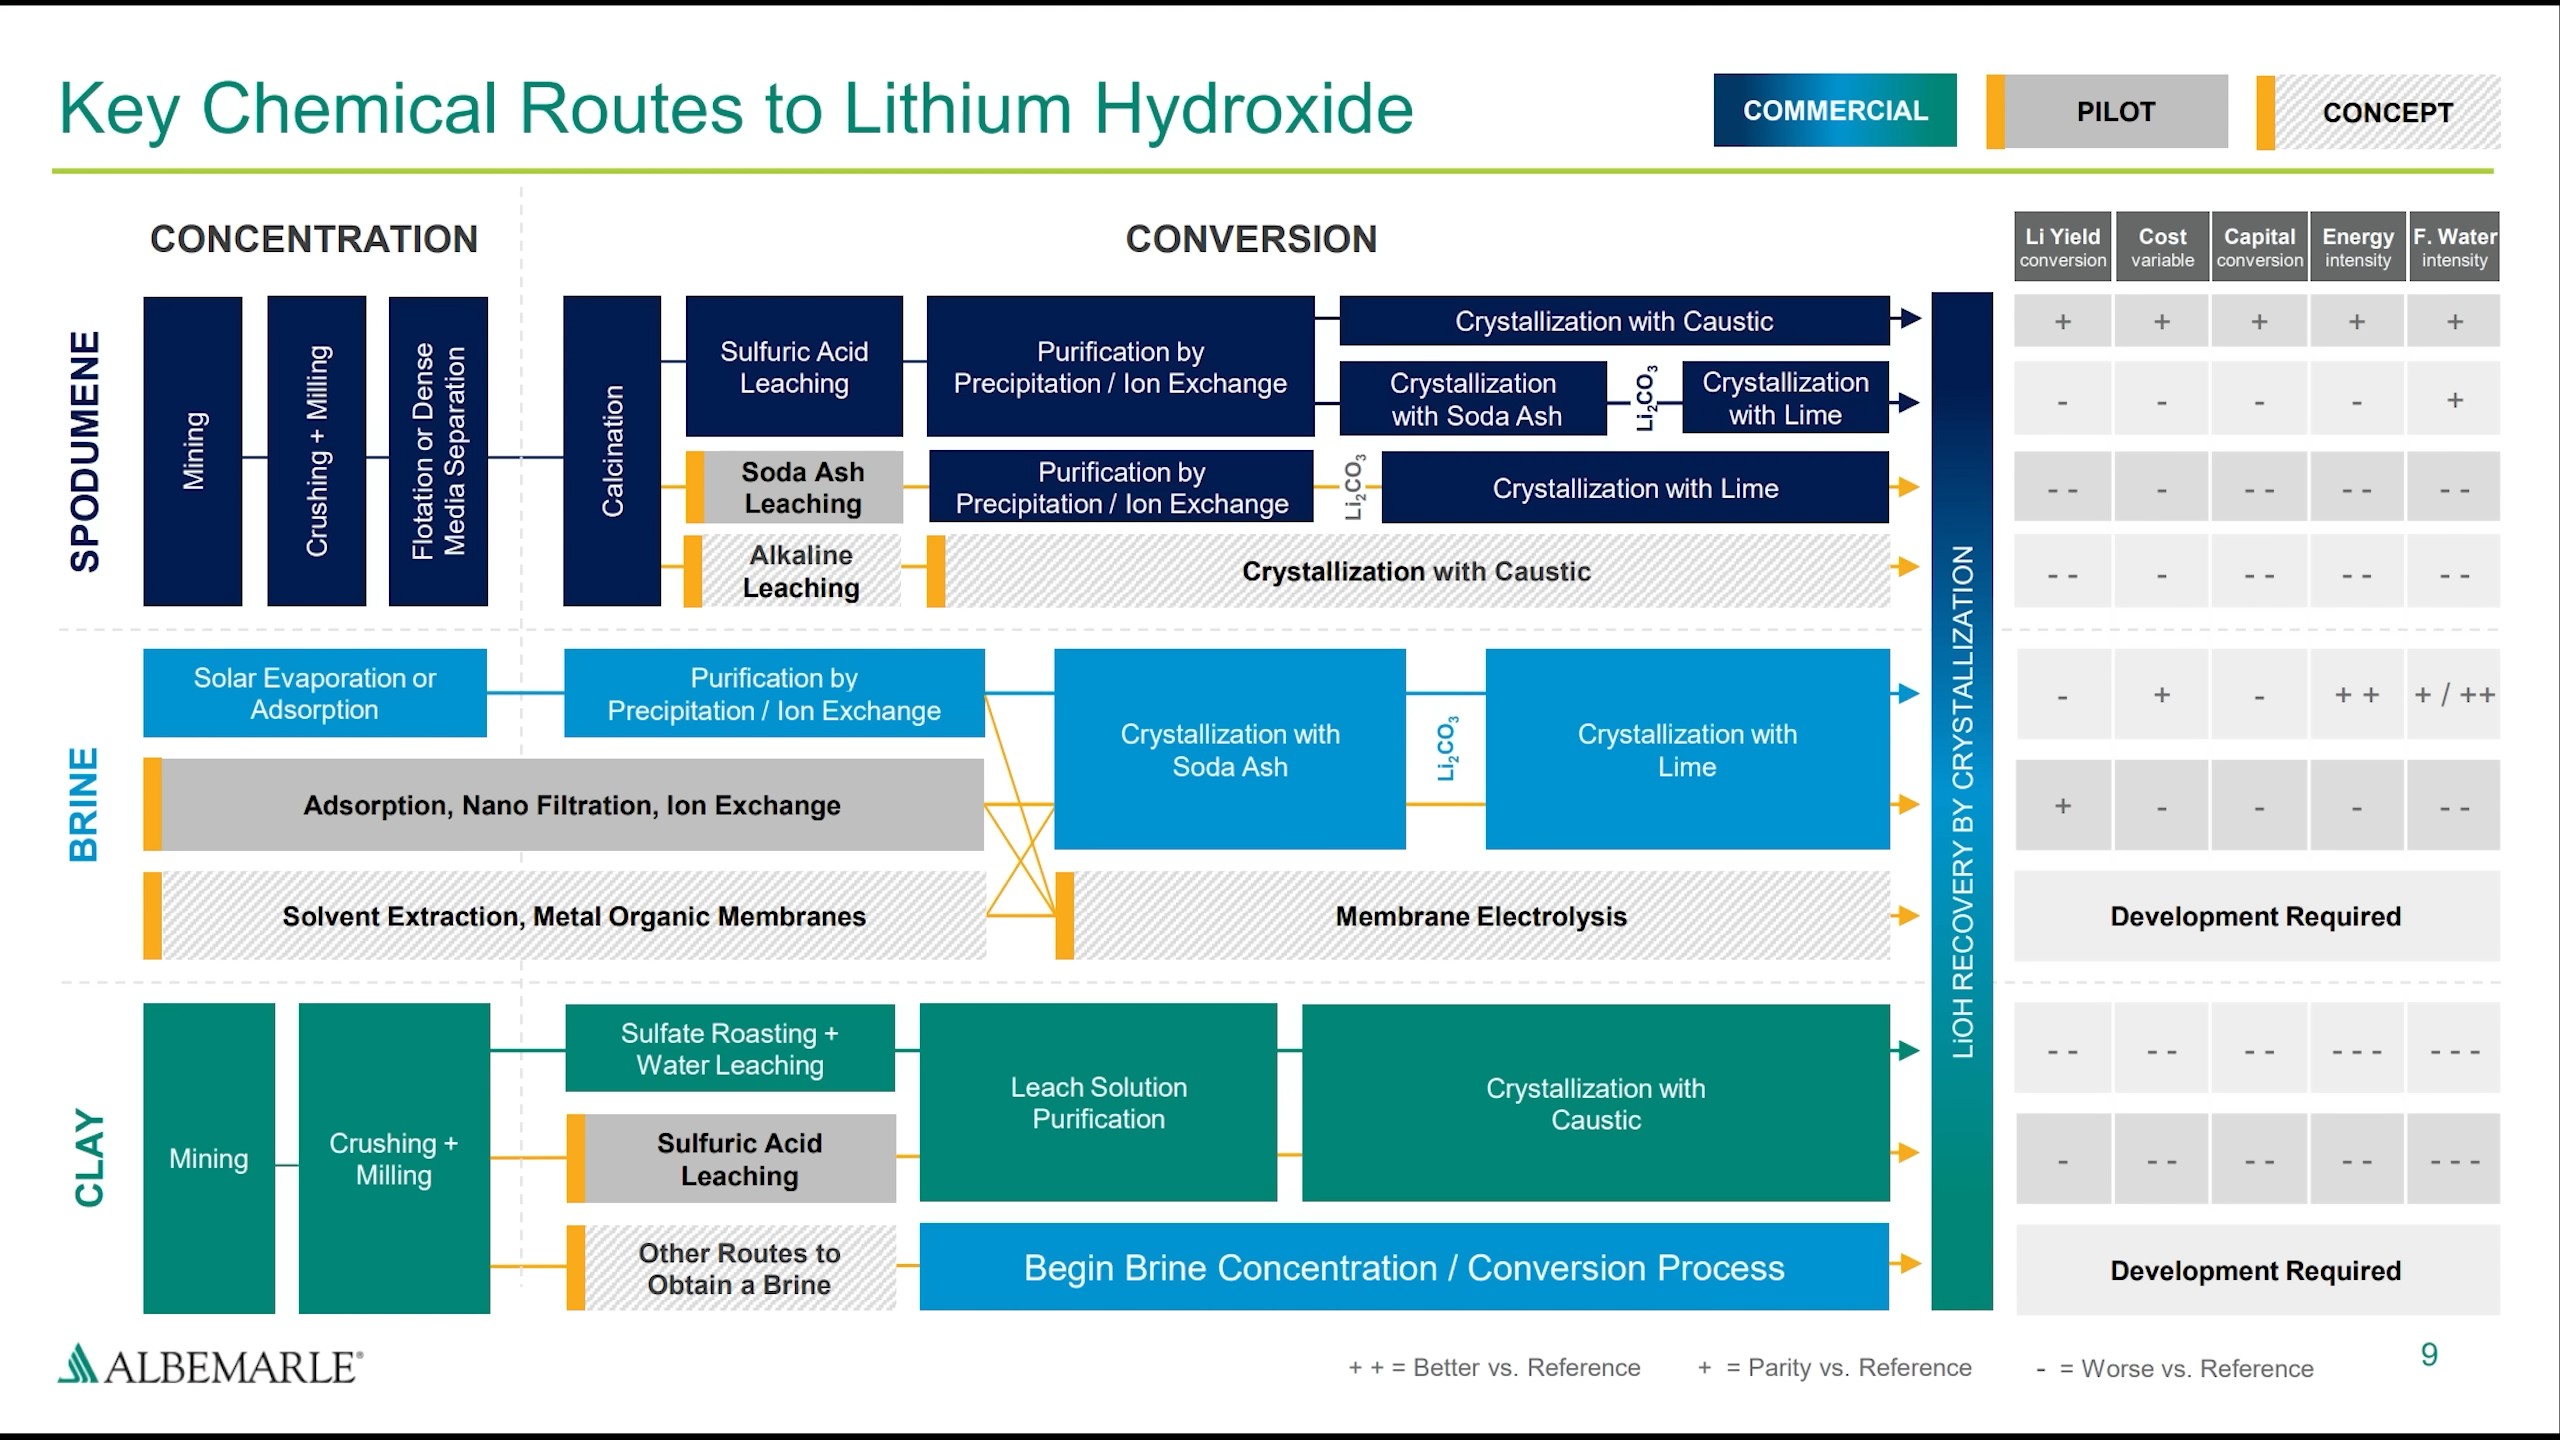 Key Chemical Routes to Lithium Hydroxide
COMMERCIAL
PILOT
CONCEPT
CONCENTRATION
CONVERSION
Li Yield
conversion
Cost
variable
Capital
conversion
Energy
intensity
F. Water
intensity
SPODUMENE
Mining
Crushing + Milling
Flotation or Dense
Media Separation
Calcination
Sulfuric Acid
Leaching
Purification by
Precipitation / Ion Exchange
Crystallization with Caustic
+ + + + +
Crystallization
with Soda Ash
Li₂CO₃
Crystallization
with Lime
- - - - +
Soda Ash
Leaching
Purification by
Precipitation / Ion Exchange
Li₂CO₃
Crystallization with Lime
- - - - - - - - -
Alkaline
Leaching
Crystallization with Caustic
- - - - - - - - -
BRINE
Solar Evaporation or
Adsorption
Purification by
Precipitation / Ion Exchange
Crystallization with
Soda Ash
Li₂CO₃
Crystallization with
Lime
- + - + + + / ++
Adsorption, Nano Filtration, Ion Exchange
+ - - - - -
Solvent Extraction, Metal Organic Membranes
Membrane Electrolysis
Development Required
LiOH RECOVERY BY CRYSTALLIZATION
CLAY
Mining
Crushing +
Milling
Sulfate Roasting +
Water Leaching
Leach Solution
Purification
Crystallization with
Caustic
- - - - - - - - - - - -
Sulfuric Acid
Leaching
- - - - - - - - - -
Other Routes to
Obtain a Brine
Begin Brine Concentration / Conversion Process
Development Required
ALBEMARLE®
+ + = Better vs. Reference
+ = Parity vs. Reference
- = Worse vs. Reference
9